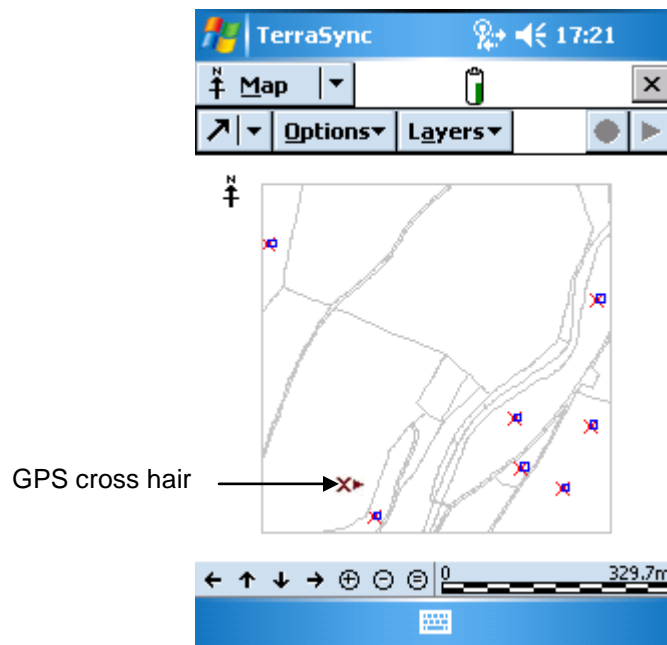 TerraSync 17:21
N Map
Options Layers
N
GPS cross hair
0 329.7m